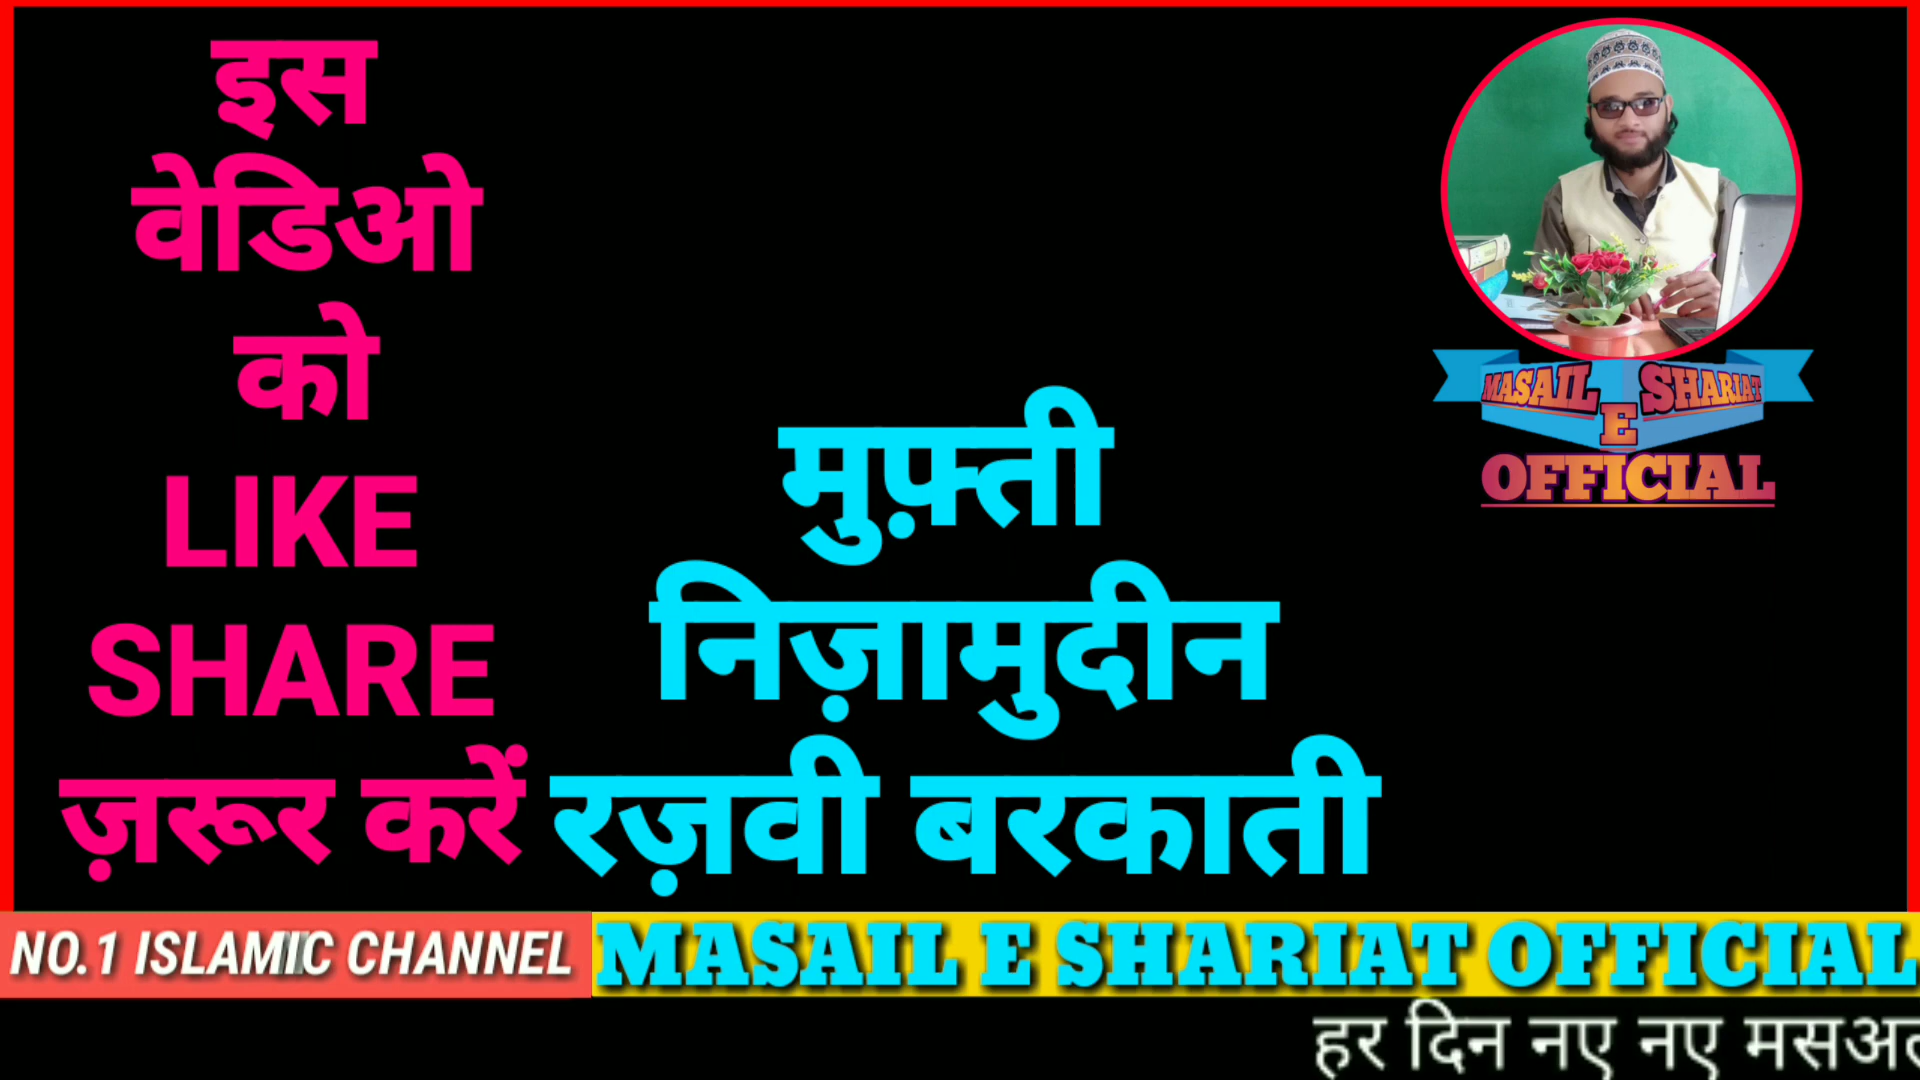 इस
वेडिओ
को
LIKE
SHARE
ज़रूर करें
मुफ़्ती
निज़ामुदीन
रज़वी बरकाती
MASAIL E SHARIAT
OFFICIAL
NO.1 ISLAMIC CHANNEL
MASAIL E SHARIAT OFFICIAL
हर दिन नए नए